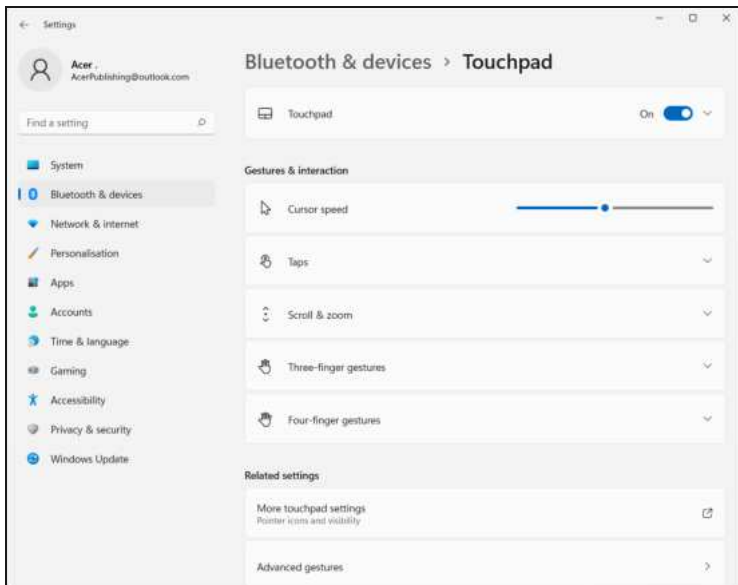 Settings
Acer .
AcerPublishing@outlook.com
Find a setting
System
Bluetooth & devices
Network & internet
Personalisation
Apps
Accounts
Time & language
Gaming
Accessibility
Privacy & security
Windows Update
Bluetooth & devices › Touchpad
Touchpad On
Gestures & interaction
Cursor speed
Taps
Scroll & zoom
Three-finger gestures
Four-finger gestures
Related settings
More touchpad settings
Pointer icons and visibility
Advanced gestures